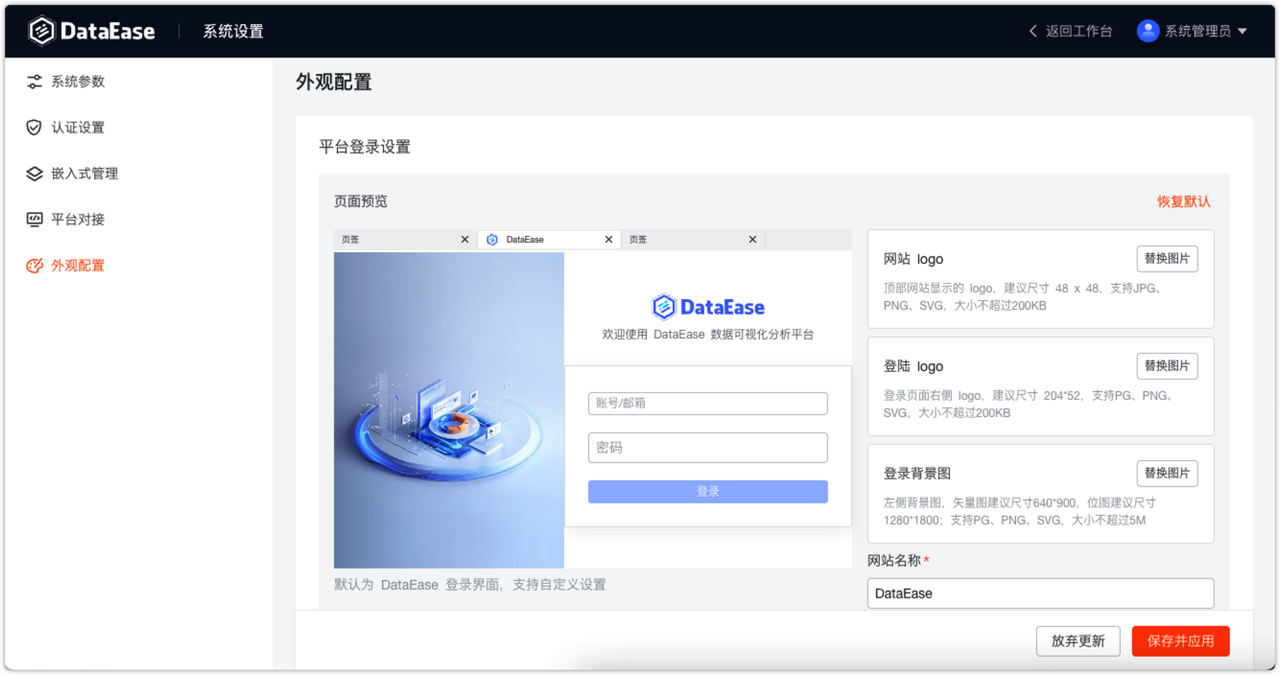 DataEase
系统设置
返回工作台
系统管理员
系统参数
认证设置
嵌入式管理
平台对接
外观配置
外观配置
平台登录设置
页面预览
恢复默认
页签
DataEase
页签
DataEase
欢迎使用 DataEase 数据可视化分析平台
账号/邮箱
密码
登录
默认为 DataEase 登录界面，支持自定义设置
网站 logo
替换图片
顶部网站显示的 logo，建议尺寸 48 x 48，支持JPG、
PNG、SVG，大小不超过200KB
登陆 logo
替换图片
登录页面右侧 logo，建议尺寸 204*52，支持PG、PNG、
SVG，大小不超过200KB
登录背景图
替换图片
左侧背景图，矢量图建议尺寸640*900，位图建议尺寸
1280*1800；支持PG、PNG、SVG，大小不超过5M
网站名称*
DataEase
放弃更新
保存并应用